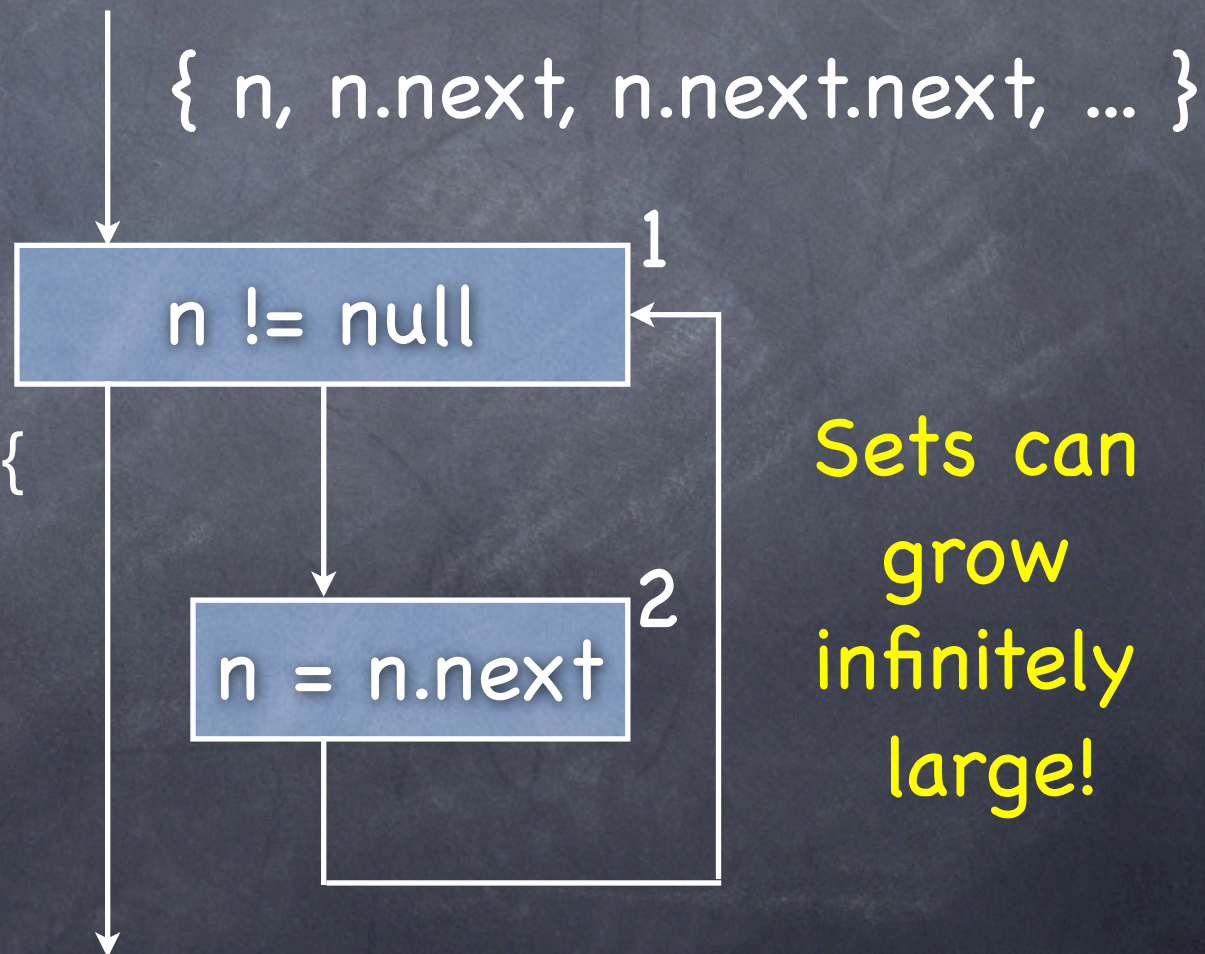 { n, n.next, n.next.next, ... }
1
n != null
{
Sets can
grow
infinitely
large!
2
n = n.next